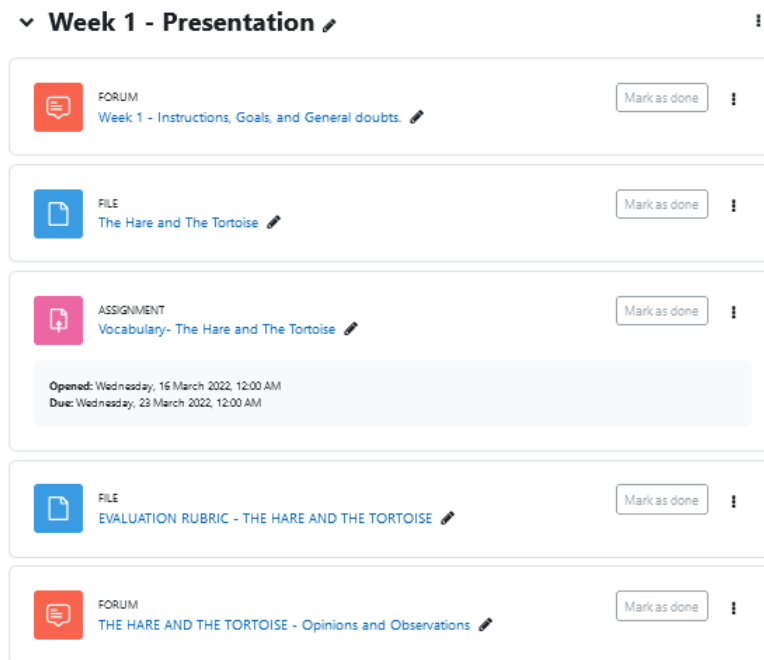 Week 1 - Presentation
FORUM
Mark as done
Week 1 - Instructions, Goals, and General doubts.
FILE
Mark as done
The Hare and The Tortoise
ASSIGNMENT
Mark as done
Vocabulary- The Hare and The Tortoise
Opened: Wednesday, 16 March 2022, 12:00 AM
Due: Wednesday, 23 March 2022, 12:00 AM
FILE
Mark as done
EVALUATION RUBRIC - THE HARE AND THE TORTOISE
FORUM
Mark as done
THE HARE AND THE TORTOISE - Opinions and Observations